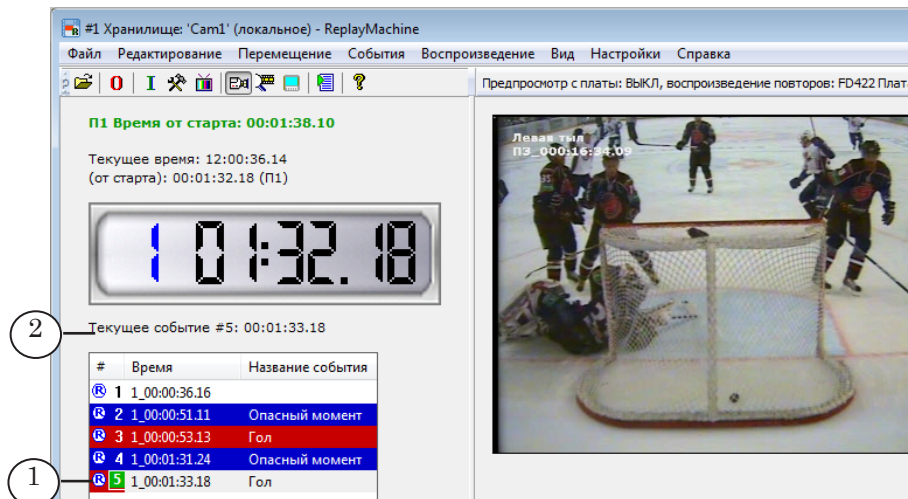 #1 Хранилище: 'Cam1' (локальное) - ReplayMachine
Файл Редактирование Перемещение События Воспроизведение Вид Настройки Справка
Предпросмотр с платы: ВЫКЛ, воспроизведение повторов: FD422 Плат
П1 Время от старта: 00:01:38.10
Текущее время: 12:00:36.14
(от старта): 00:01:32.18 (П1)
1 01:32.18
Левая тыл
П3_000:16:34.09
2
Текущее событие #5: 00:01:33.18
# Время Название события
R 1 1_00:00:36.16
R 2 1_00:00:51.11 Опасный момент
R 3 1_00:00:53.13 Гол
R 4 1_00:01:31.24 Опасный момент
1
R 5 1_00:01:33.18 Гол